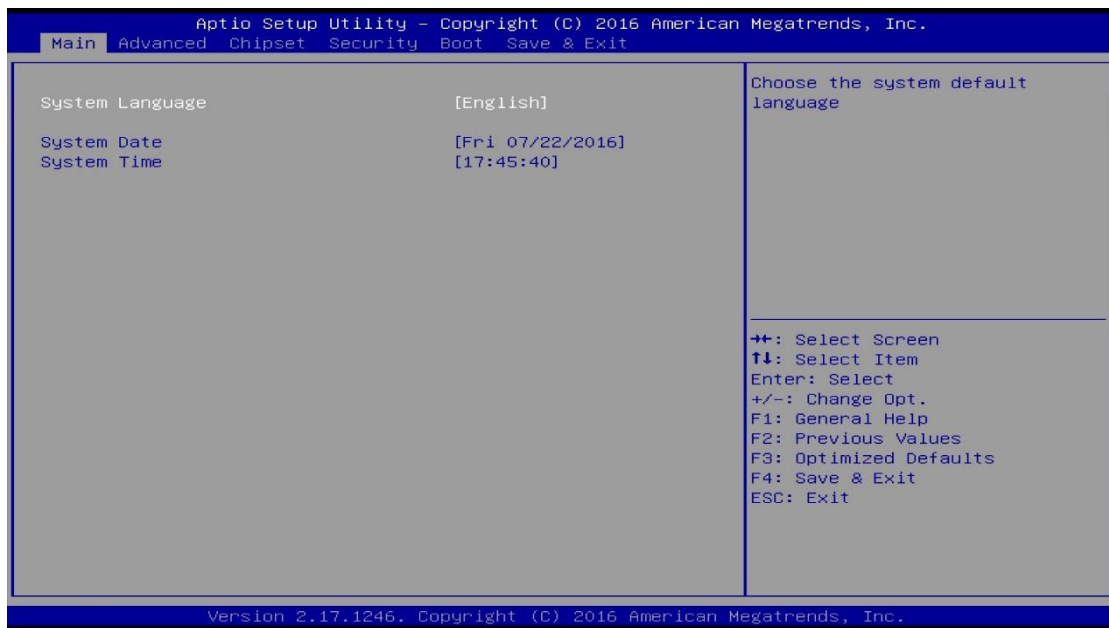 Aptio Setup Utility – Copyright (C) 2016 American Megatrends, Inc.
Main Advanced Chipset Security Boot Save & Exit
System Language [English]
System Date [Fri 07/22/2016]
System Time [17:45:40]
Choose the system default
language
→←: Select Screen
↑↓: Select Item
Enter: Select
+/-: Change Opt.
F1: General Help
F2: Previous Values
F3: Optimized Defaults
F4: Save & Exit
ESC: Exit
Version 2.17.1246. Copyright (C) 2016 American Megatrends, Inc.